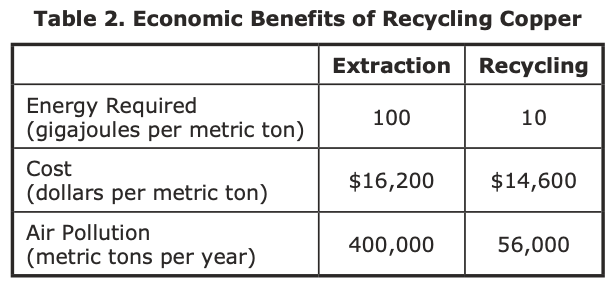 Table 2. Economic Benefits of Recycling Copper
Extraction Recycling
Energy Required
(gigajoules per metric ton) 100 10
Cost
(dollars per metric ton) $16,200 $14,600
Air Pollution
(metric tons per year) 400,000 56,000